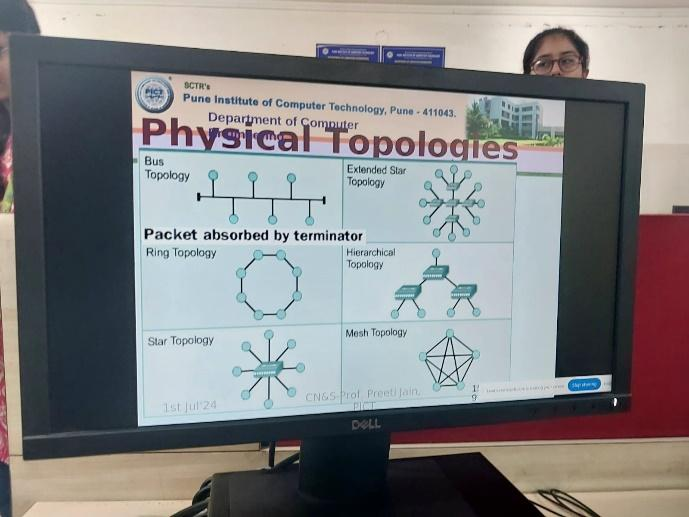 SCTR's
PICT
Pune Institute of Computer Technology, Pune - 411043.
Department of Computer
Physical Topologies
Bus
Topology
Extended Star
Topology
Packet absorbed by terminator
Ring Topology
Hierarchical
Topology
Star Topology
Mesh Topology
1st Jul'24
CN&S-Prof. Preeti Jain,
PICT
Stop sharing
DELL